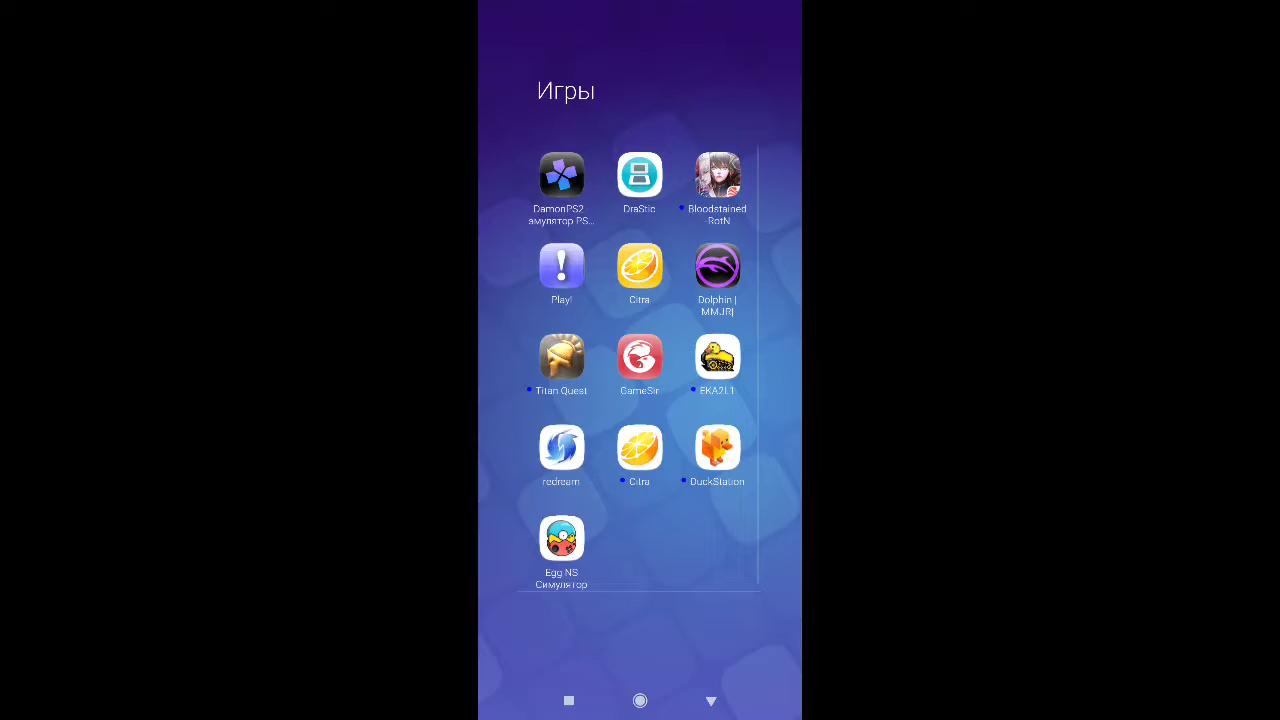 Игры
DamonPS2
эмулятор PS...
DraStic
Bloodstained
-RotN
Play!
Citra
Dolphin |
MMJR|
Titan Quest
GameSir
EKA2L1
redream
Citra
DuckStation
Egg NS
Симулятор